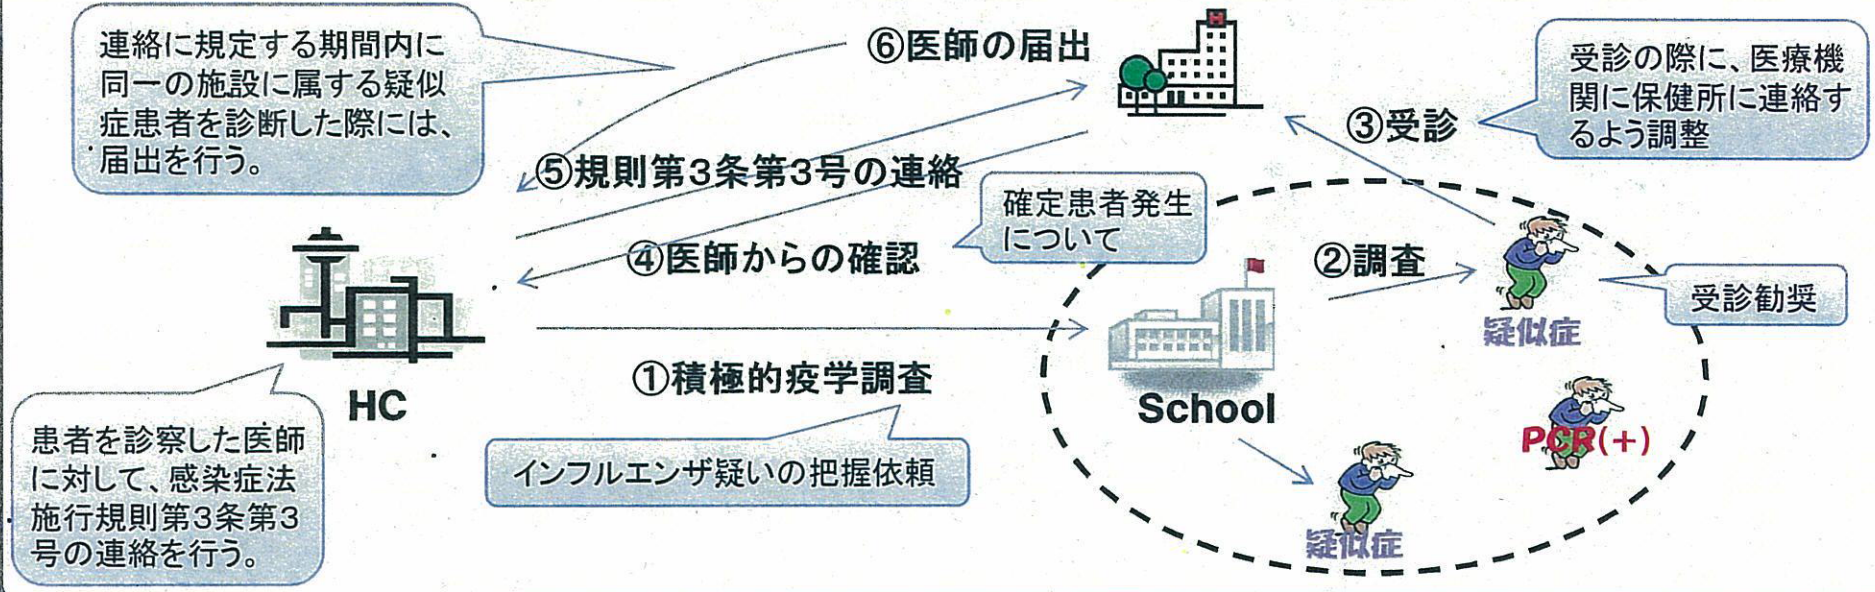 連絡に規定する期間内に
同一の施設に属する疑似
症患者を診断した際には、
届出を行う。
⑥医師の届出
受診の際に、医療機
関に保健所に連絡す
るよう調整
③受診
⑤規則第3条第3号の連絡
確定患者発生
について
④医師からの確認
②調査
受診勧奨
疑似症
①積極的疫学調査
HC
School
PCR(+)
患者を診察した医師
に対して、感染症法
施行規則第3条第3
号の連絡を行う。
インフルエンザ疑いの把握依頼
疑似症